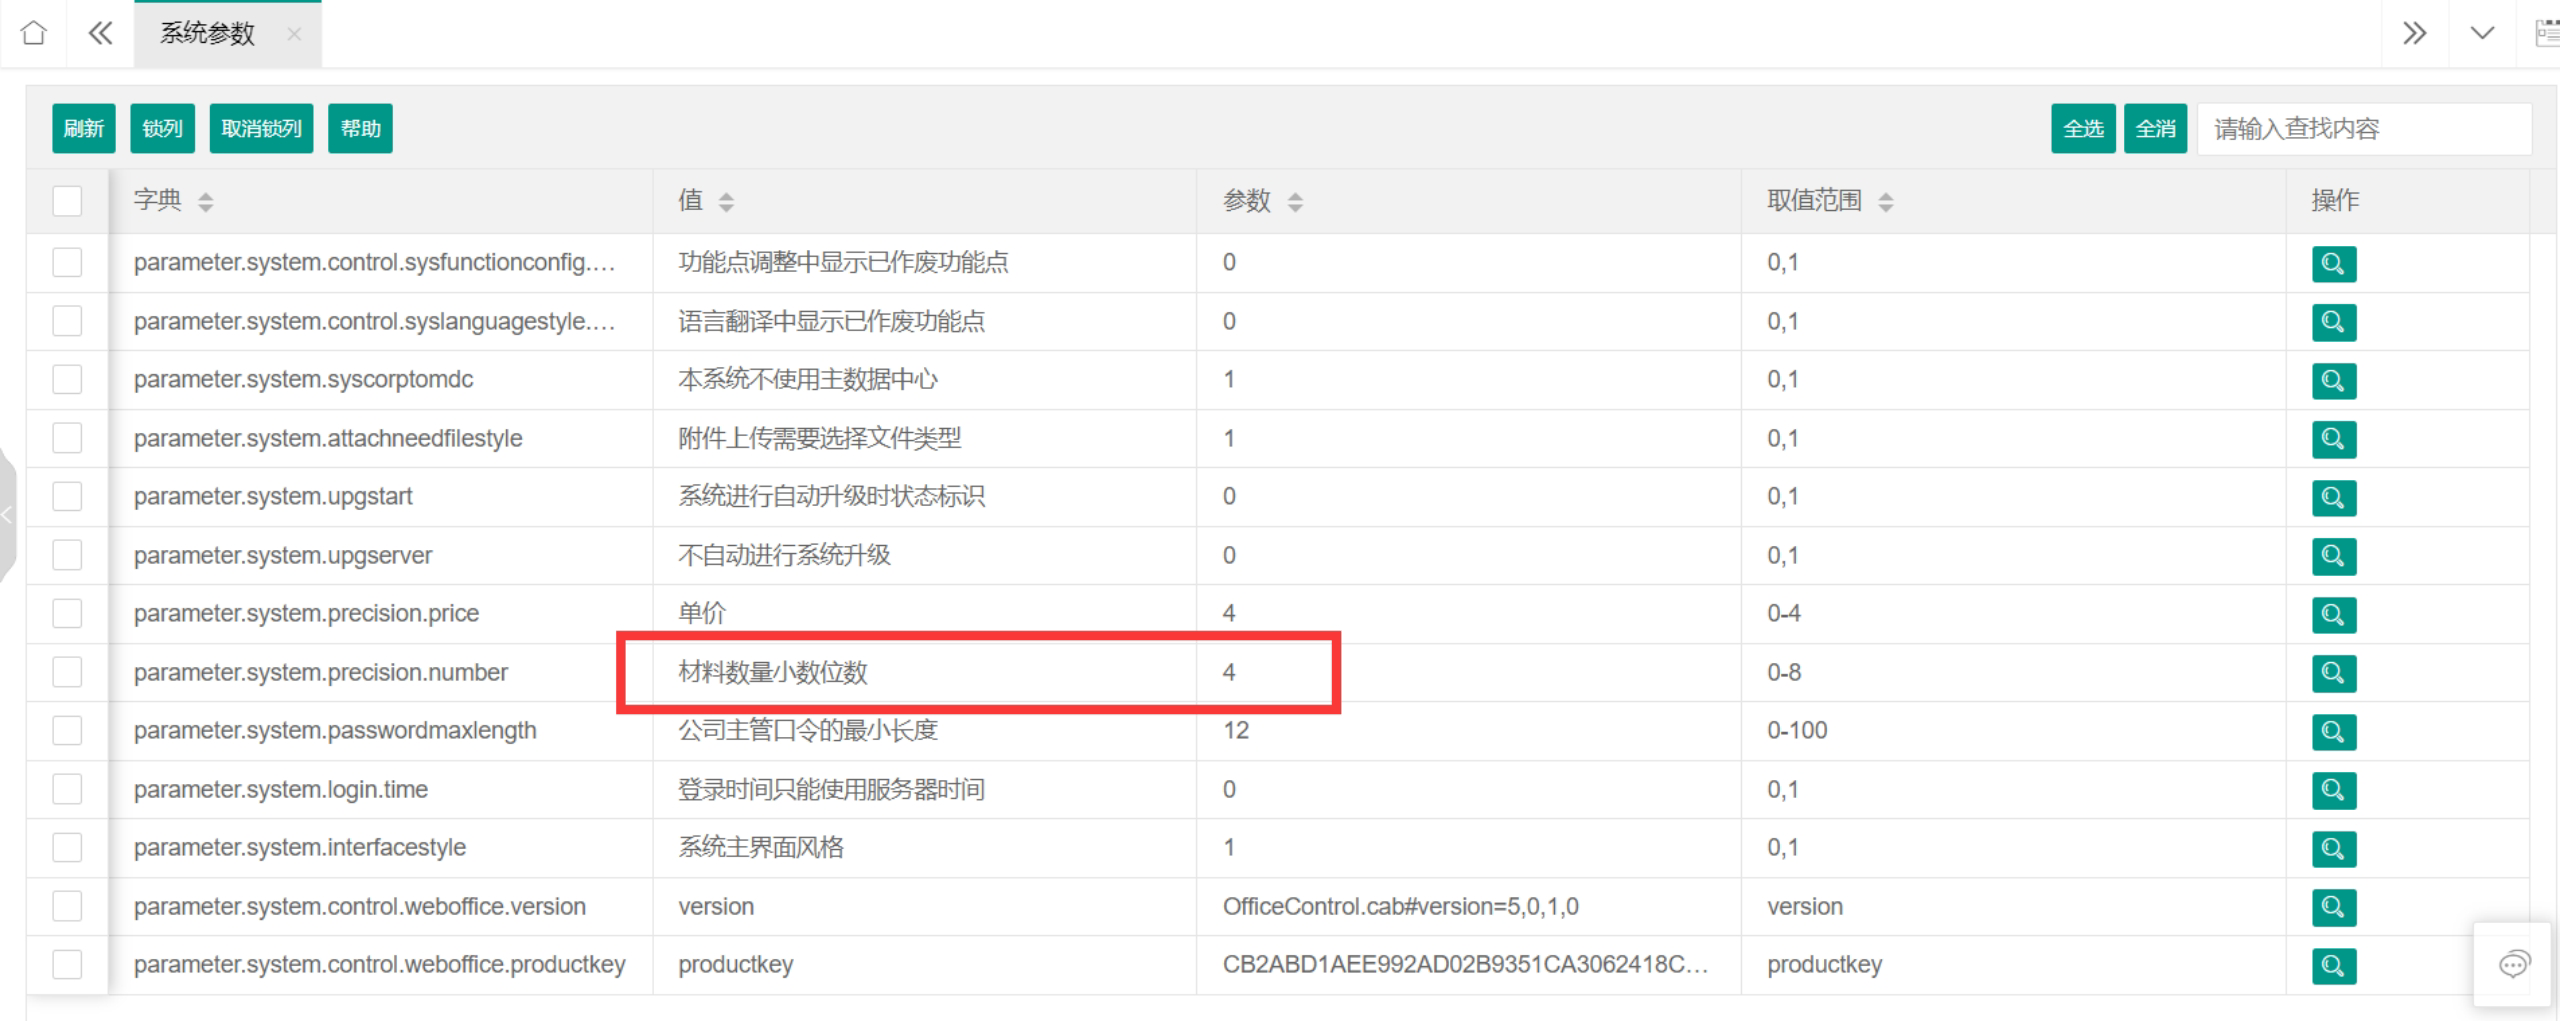 系统参数
刷新 锁列 取消锁列 帮助 全选 全消 请输入查找内容
字典 值 参数 取值范围 操作
parameter.system.control.sysfunctionconfig.... 功能点调整中显示已作废功能点 0 0,1
parameter.system.control.syslanguagestyle.... 语言翻译中显示已作废功能点 0 0,1
parameter.system.syscorptomdc 本系统不使用主数据中心 1 0,1
parameter.system.attachneedfilestyle 附件上传需要选择文件类型 1 0,1
parameter.system.upgstart 系统进行自动升级时状态标识 0 0,1
parameter.system.upgserver 不自动进行系统升级 0 0,1
parameter.system.precision.price 单价 4 0-4
parameter.system.precision.number 材料数量小数位数 4 0-8
parameter.system.passwordmaxlength 公司主管口令的最小长度 12 0-100
parameter.system.login.time 登录时间只能使用服务器时间 0 0,1
parameter.system.interfacestyle 系统主界面风格 1 0,1
parameter.system.control.weboffice.version version OfficeControl.cab#version=5,0,1,0 version
parameter.system.control.weboffice.productkey productkey CB2ABD1AEE992AD02B9351CA3062418C... productkey